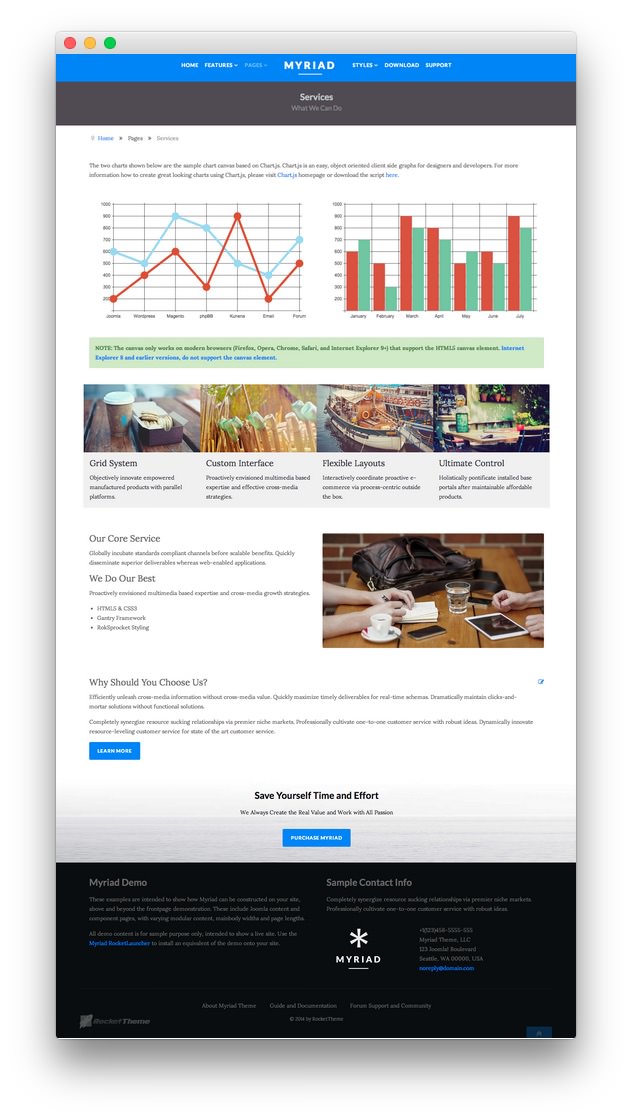 HOME FEATURES PAGES MYRIAD STYLES DOWNLOAD SUPPORT
Services
What We Can Do
Home » Pages » Services
The two charts shown below are the sample chart canvas based on Chart.js. Chart.js is an easy, object oriented client side graphs for designers and developers. For more
information how to create great looking charts using Chart.js, please visit Chart.js homepage or download the script here.
1000
900
800
700
600
500
400
300
200
Joomla Wordpress Magento phpBB Kunena Email Forum
1000
900
800
700
600
500
400
300
200
January February March April May June July
NOTE: The canvas only works on modern browsers (Firefox, Opera, Chrome, Safari, and Internet Explorer 9+) that support the HTML5 canvas element. Internet
Explorer 8 and earlier versions, do not support the canvas element.
Grid System
Objectively innovate empowered
manufactured products with parallel
platforms.
Custom Interface
Proactively envisioned multimedia based
expertise and effective cross-media
strategies.
Flexible Layouts
Interactively coordinate proactive e-
commerce via process-centric outside
the box.
Ultimate Control
Holistically pontificate installed base
portals after maintainable affordable
products.
Our Core Service
Globally incubate standards compliant channels before scalable benefits. Quickly
disseminate superior deliverables whereas web-enabled applications.
We Do Our Best
Proactively envisioned multimedia based expertise and cross-media growth strategies.
• HTML5 & CSS3
• Gantry Framework
• RokSprocket Styling
Why Should You Choose Us?
Efficiently unleash cross-media information without cross-media value. Quickly maximize timely deliverables for real-time schemas. Dramatically maintain clicks-and-
mortar solutions without functional solutions.
Completely synergize resource sucking relationships via premier niche markets. Professionally cultivate one-to-one customer service with robust ideas. Dynamically innovate
resource-leveling customer service for state of the art customer service.
LEARN MORE
Save Yourself Time and Effort
We Always Create the Real Value and Work with All Passion
PURCHASE MYRIAD
Myriad Demo
These examples are intended to show how Myriad can be constructed on your site,
above and beyond the frontpage demonstration. These include Joomla content and
component pages, with varying modular content, mainbody widths and page lengths.
All demo content is for sample purpose only, intended to show a live site. Use the
Myriad RocketLauncher to install an equivalent of the demo onto your site.
Sample Contact Info
Completely synergize resource sucking relationships via premier niche markets.
Professionally cultivate one-to-one customer service with robust ideas.
MYRIAD
+1(123)456-5555-555
Myriad Theme, LLC
123 Joomla! Boulevard
Seattle, WA 00000, USA
noreply@domain.com
About Myriad Theme Guide and Documentation Forum Support and Community
© 2014 by RocketTheme
RocketTheme